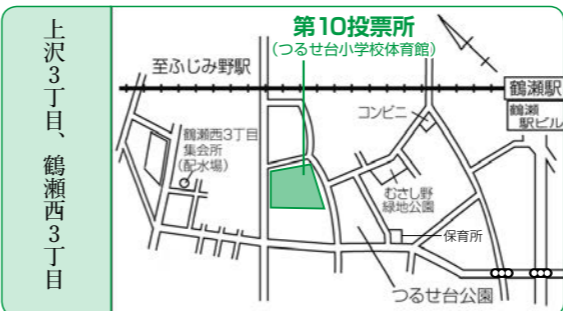 上沢3丁目、鶴瀬西3丁目
第10投票所
(つるせ台小学校体育館)
至ふじみ野駅
鶴瀬駅
鶴瀬
駅ビル
コンビニ
鶴瀬西3丁目
集会所
(配水場)
むさし野
緑地公園
保育所
つるせ台公園